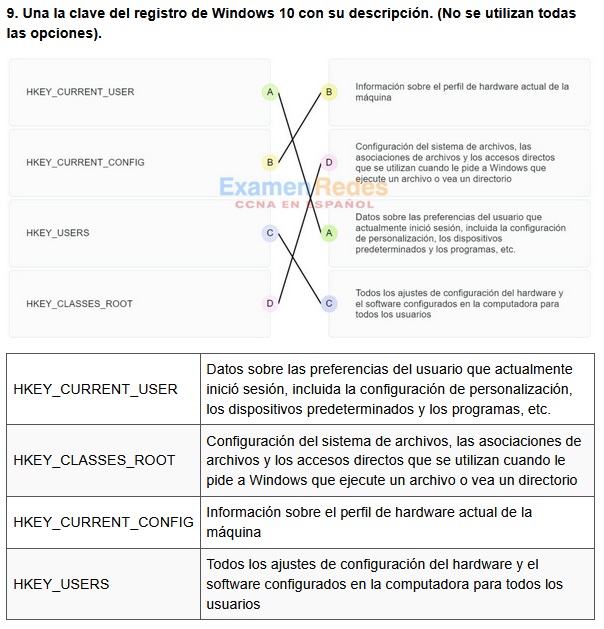 9. Una la clave del registro de Windows 10 con su descripción. (No se utilizan todas
las opciones).
HKEY_CURRENT_USER
A
B
Información sobre el perfil de hardware actual de la
máquina
HKEY_CURRENT_CONFIG
B
D
Configuración del sistema de archivos, las
asociaciones de archivos y los accesos directos
que se utilizan cuando le pide a Windows que
ejecute un archivo o vea un directorio
ExamenRedes
CCNA EN ESPAÑOL
HKEY_USERS
C
A
Datos sobre las preferencias del usuario que
actualmente inició sesión, incluida la configuración
de personalización, los dispositivos
predeterminados y los programas, etc.
HKEY_CLASSES_ROOT
D
C
Todos los ajustes de configuración del hardware y
el software configurados en la computadora para
todos los usuarios
HKEY_CURRENT_USER
Datos sobre las preferencias del usuario que actualmente
inició sesión, incluida la configuración de personalización,
los dispositivos predeterminados y los programas, etc.
HKEY_CLASSES_ROOT
Configuración del sistema de archivos, las asociaciones de
archivos y los accesos directos que se utilizan cuando le
pide a Windows que ejecute un archivo o vea un directorio
HKEY_CURRENT_CONFIG
Información sobre el perfil de hardware actual de la
máquina
HKEY_USERS
Todos los ajustes de configuración del hardware y el
software configurados en la computadora para todos los
usuarios